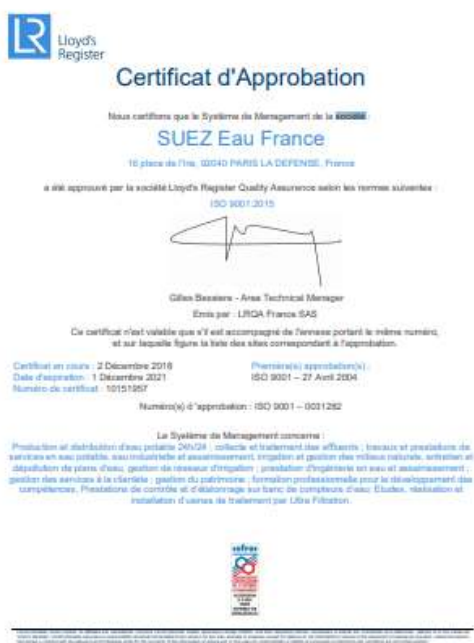 LR
Lloyd's
Register
Certificat d'Approbation
Nous certifions que le Système de Management de la société :
SUEZ Eau France
16 place de l'Iris, 92040 PARIS LA DEFENSE, France
a été approuvé par la société Lloyd's Register Quality Assurance selon les normes suivantes :
ISO 9001:2015
Gilles Bessiere - Area Technical Manager
Emis par : LRQA France SAS
Ce certificat n'est valable que s'il est accompagné de l'annexe portant le même numéro,
et sur laquelle figure la liste des sites correspondant à l'approbation.
Certificat en cours : 2 Décembre 2018
Première(s) approbation(s) :
Date d'expiration : 1 Décembre 2021
ISO 9001 – 27 Avril 2004
Numéro de certificat : 10151957
Numéro(s) d'approbation : ISO 9001 – 0031282
Le Système de Management concerne :
Production et distribution d'eau potable 24h/24 ; collecte et traitement des effluents ; travaux et prestations de
services en eau potable, eau industrielle et assainissement, irrigation et gestion des milieux naturels, entretien et
dépollution de plans d'eau, gestion de réseaux d'irrigation ; prestation d'ingénierie en eau et assainissement ;
gestion des services à la clientèle ; gestion du patrimoine ; formation professionnelle pour le développement des
compétences, Prestations de contrôle et d'étalonnage sur banc de compteurs d'eau; Etudes, réalisation et
installation d'usines de traitement par Ultra Filtration.
cofrac